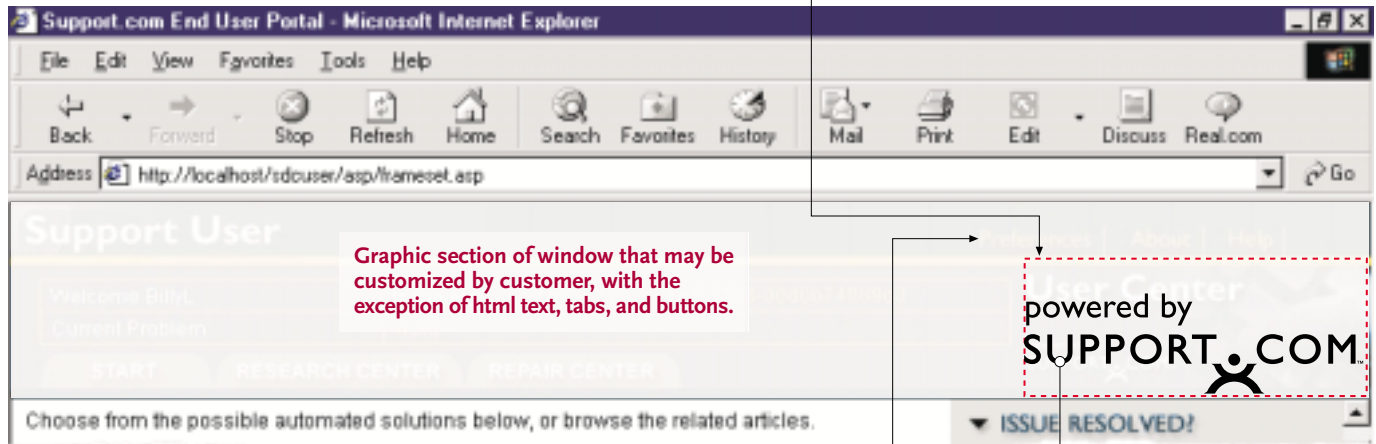 Support.com End User Portal - Microsoft Internet Explorer
File Edit View Favorites Tools Help
Back Forward Stop Refresh Home Search Favorites History Mail Print Edit Discuss Real.com
Address http://localhost/sdcuser/asp/frameset.asp Go
Support User
Preferences | About | Help |
Graphic section of window that may be
customized by customer, with the
exception of html text, tabs, and buttons.
Welcome BillyL
User Center
Current Problem
powered by
SUPPORT.COM™
START RESEARCH CENTER REPAIR CENTER
Choose from the possible automated solutions below, or browse the related articles.
ISSUE RESOLVED?